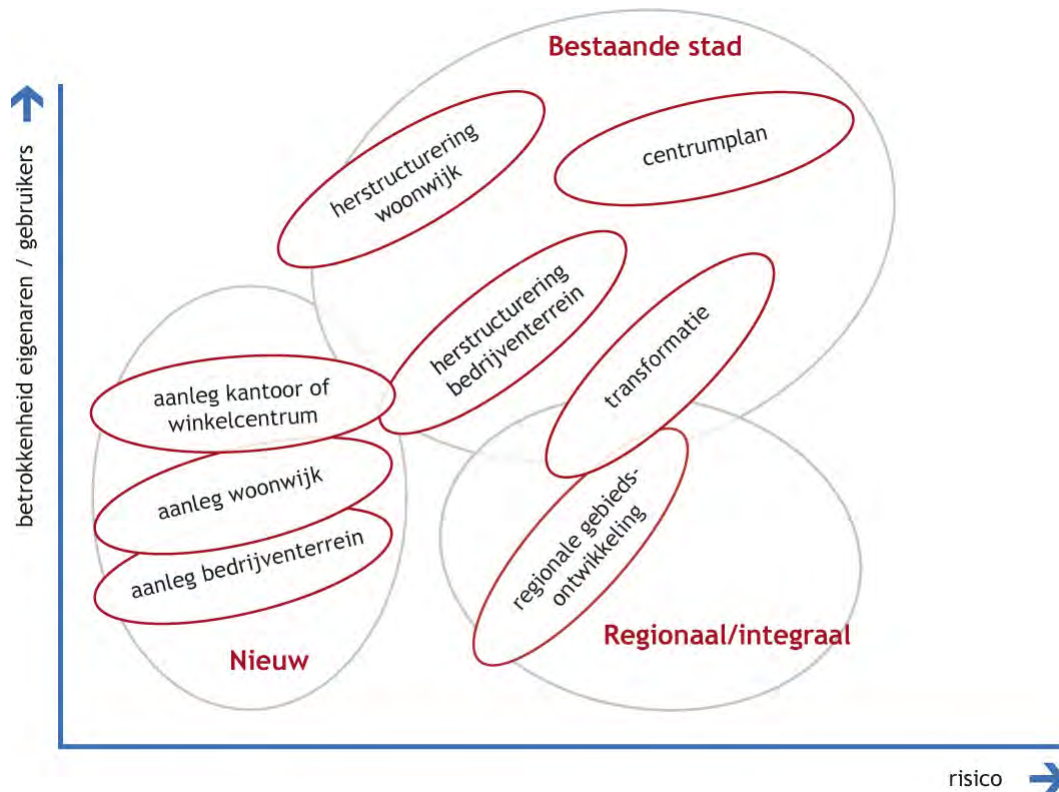 Bestaande stad
betrokkenheid eigenaren / gebruikers
herstructurering
woonwijk
centrumplan
herstructurering
bedrijventerrein
transformatie
aanleg kantoor of
winkelcentrum
aanleg woonwijk
aanleg bedrijventerrein
regionale gebieds-
ontwikkeling
Nieuw
Regionaal/integraal
risico